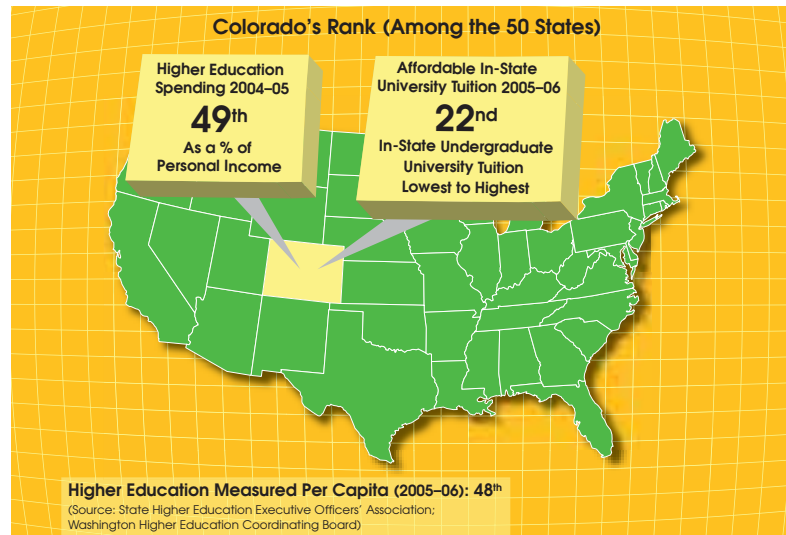 Colorado’s Rank (Among the 50 States)
Higher Education
Spending 2004–05
49th
As a % of
Personal Income
Affordable In-State
University Tuition 2005–06
22nd
In-State Undergraduate
University Tuition
Lowest to Highest
Higher Education Measured Per Capita (2005–06): 48th
(Source: State Higher Education Executive Officers’ Association;
Washington Higher Education Coordinating Board)